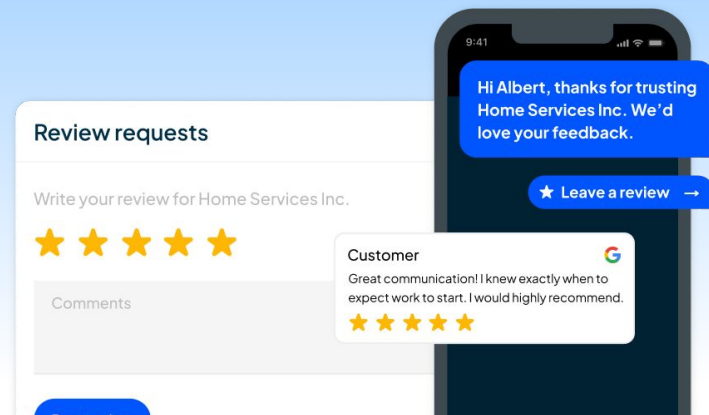 Review requests
Write your review for Home Services Inc.
Comments
9:41
Hi Albert, thanks for trusting
Home Services Inc. We’d
love your feedback.
Leave a review →
Customer
Great communication! I knew exactly when to
expect work to start. I would highly recommend.